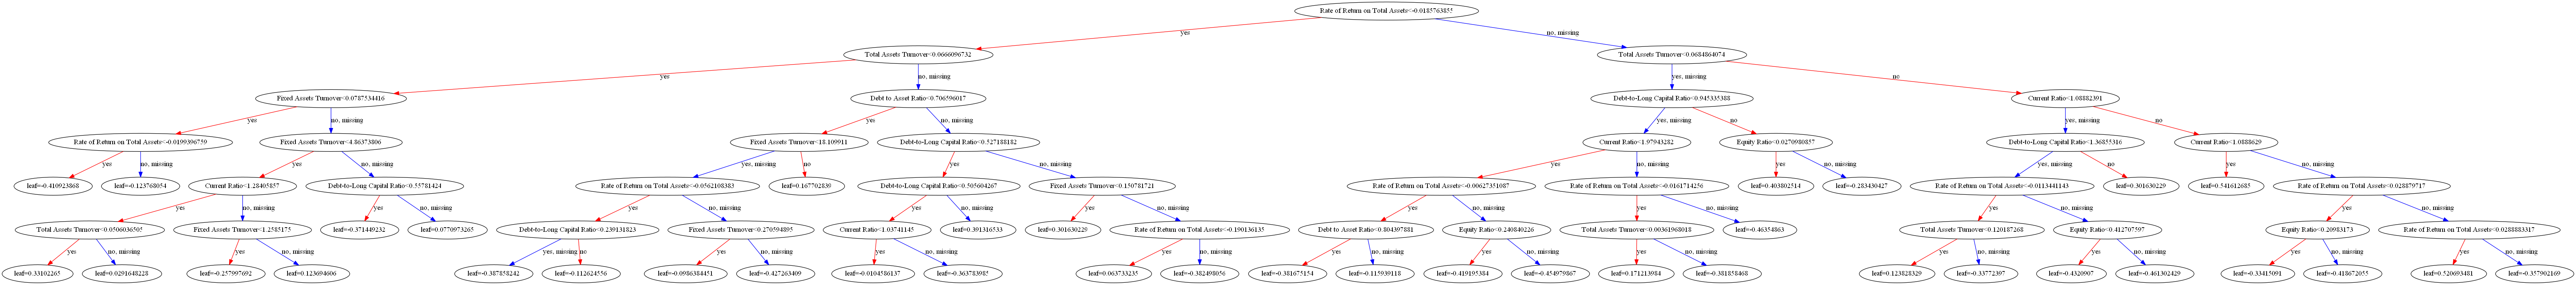 Rate of Return on Total Assets<-0.0185763855
yes
no, missing
Total Assets Turnover<0.0666096732
Total Assets Turnover<0.0684864074
yes
no, missing
yes, missing
no
Fixed Assets Turnover<0.0787534416
Debt to Asset Ratio<0.706596017
Debt-to-Long Capital Ratio<0.945335388
Current Ratio<1.08882391
yes
no, missing
yes
no, missing
yes, missing
no
yes, missing
no
Rate of Return on Total Assets<-0.0199396759
Fixed Assets Turnover<4.86373806
Fixed Assets Turnover<18.109911
Debt-to-Long Capital Ratio<0.527188182
Current Ratio<1.97943282
Equity Ratio<0.0270980857
Debt-to-Long Capital Ratio<1.36855316
Current Ratio<1.0888629
yes
no, missing
yes
no, missing
yes, missing
no
yes
no, missing
yes
no, missing
yes
no, missing
yes, missing
no
yes
no, missing
leaf=-0.410923868
leaf=-0.123768054
Current Ratio<1.28405857
Debt-to-Long Capital Ratio<0.55781424
Rate of Return on Total Assets<-0.0562108383
leaf=0.167702839
Debt-to-Long Capital Ratio<0.505604267
Fixed Assets Turnover<0.150781721
Rate of Return on Total Assets<-0.00627351087
Rate of Return on Total Assets<-0.0161714256
leaf=0.403802514
leaf=-0.283430427
Rate of Return on Total Assets<-0.0113441143
leaf=0.301630229
leaf=0.541612685
Rate of Return on Total Assets<0.028879717
yes
no, missing
yes
no, missing
yes
no, missing
yes
no, missing
yes
no, missing
yes
no, missing
yes
no, missing
yes
no, missing
yes
no, missing
Total Assets Turnover<0.0506036505
Fixed Assets Turnover<1.2585175
leaf=-0.371449232
leaf=0.0770973265
Debt-to-Long Capital Ratio<0.239131823
Fixed Assets Turnover<0.270594895
Current Ratio<1.03741145
leaf=0.391316533
leaf=0.301630229
Rate of Return on Total Assets<-0.190136135
Debt to Asset Ratio<0.804397881
Equity Ratio<0.240840226
Total Assets Turnover<0.00361968018
leaf=-0.46354863
Total Assets Turnover<0.120187268
Equity Ratio<0.412707597
Equity Ratio<0.20983173
Rate of Return on Total Assets<0.0288883317
yes
no, missing
yes
no, missing
yes, missing
no
yes
no, missing
yes
no, missing
yes
no, missing
yes
no, missing
yes
no, missing
yes
no, missing
yes
no, missing
yes
no, missing
yes
no, missing
yes
no, missing
leaf=0.33102265
leaf=0.0291648228
leaf=-0.257997692
leaf=0.123694606
leaf=-0.387858242
leaf=-0.112624556
leaf=-0.0986384451
leaf=-0.427263409
leaf=-0.0104586137
leaf=-0.363783985
leaf=0.063733235
leaf=-0.382498056
leaf=-0.381675154
leaf=-0.115939118
leaf=-0.419195384
leaf=-0.454979867
leaf=0.171213984
leaf=-0.381858468
leaf=0.123828329
leaf=-0.33772397
leaf=-0.4320907
leaf=-0.461302429
leaf=-0.33415091
leaf=-0.418672055
leaf=0.520693481
leaf=-0.357902169